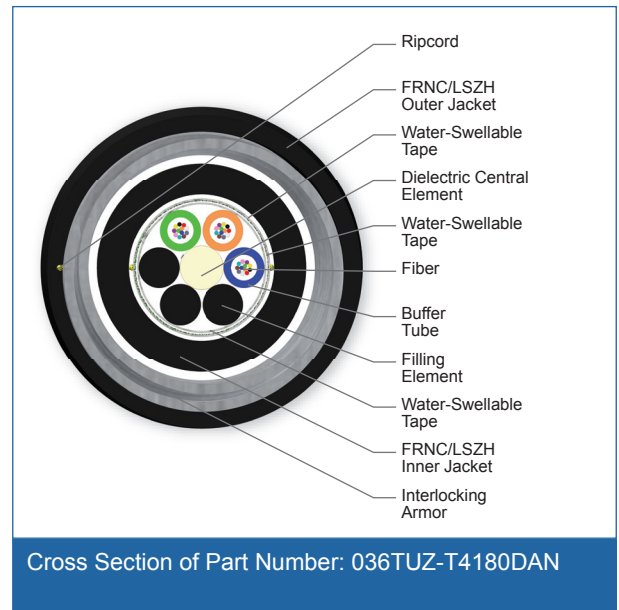 Ripcord
FRNC/LSZH
Outer Jacket
Water-Swellable
Tape
Dielectric Central
Element
Water-Swellable
Tape
Fiber
Buffer
Tube
Filling
Element
Water-Swellable
Tape
FRNC/LSZH
Inner Jacket
Interlocking
Armor
Cross Section of Part Number: 036TUZ-T4180DAN